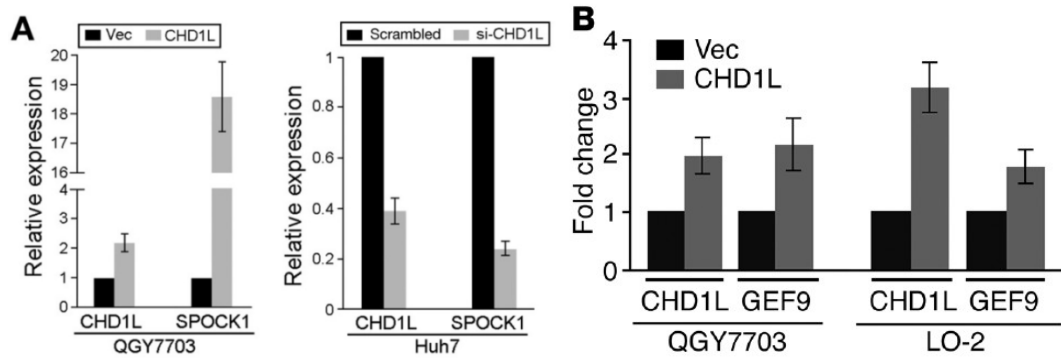 A
Vec CHD1L
Relative expression
20
19
18
17
16
4
3
2
1
0
CHD1L SPOCK1
QGY7703
Scrambled si-CHD1L
Relative expression
1
0.8
0.6
0.4
0.2
0
CHD1L SPOCK1
Huh7
B
Vec
CHD1L
Fold change
4
3
2
1
0
CHD1L GEF9 CHD1L GEF9
QGY7703 LO-2